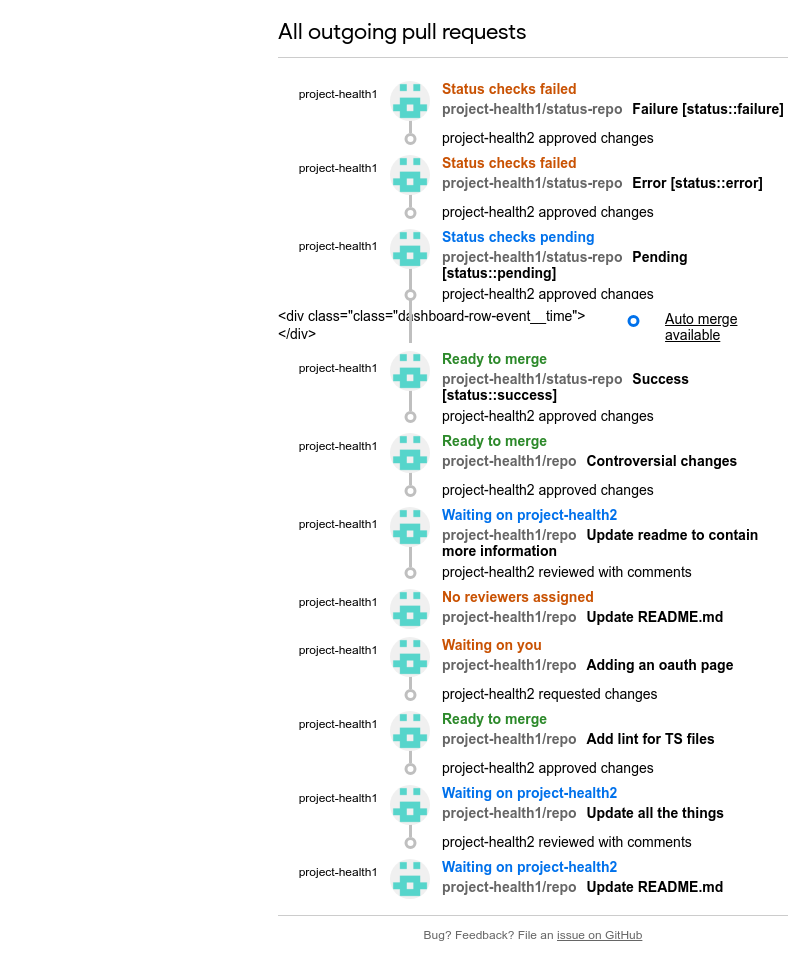 All outgoing pull requests
project-health1
Status checks failed
project-health1/status-repo Failure [status::failure]
project-health2 approved changes
project-health1
Status checks failed
project-health1/status-repo Error [status::error]
project-health2 approved changes
project-health1
Status checks pending
project-health1/status-repo Pending
[status::pending]
project-health2 approved changes
<div class="class="dashboard-row-event__time">
</div>
Auto merge
available
project-health1
Ready to merge
project-health1/status-repo Success
[status::success]
project-health2 approved changes
project-health1
Ready to merge
project-health1/repo Controversial changes
project-health2 approved changes
project-health1
Waiting on project-health2
project-health1/repo Update readme to contain
more information
project-health2 reviewed with comments
project-health1
No reviewers assigned
project-health1/repo Update README.md
project-health1
Waiting on you
project-health1/repo Adding an oauth page
project-health2 requested changes
project-health1
Ready to merge
project-health1/repo Add lint for TS files
project-health2 approved changes
project-health1
Waiting on project-health2
project-health1/repo Update all the things
project-health2 reviewed with comments
project-health1
Waiting on project-health2
project-health1/repo Update README.md
Bug? Feedback? File an issue on GitHub